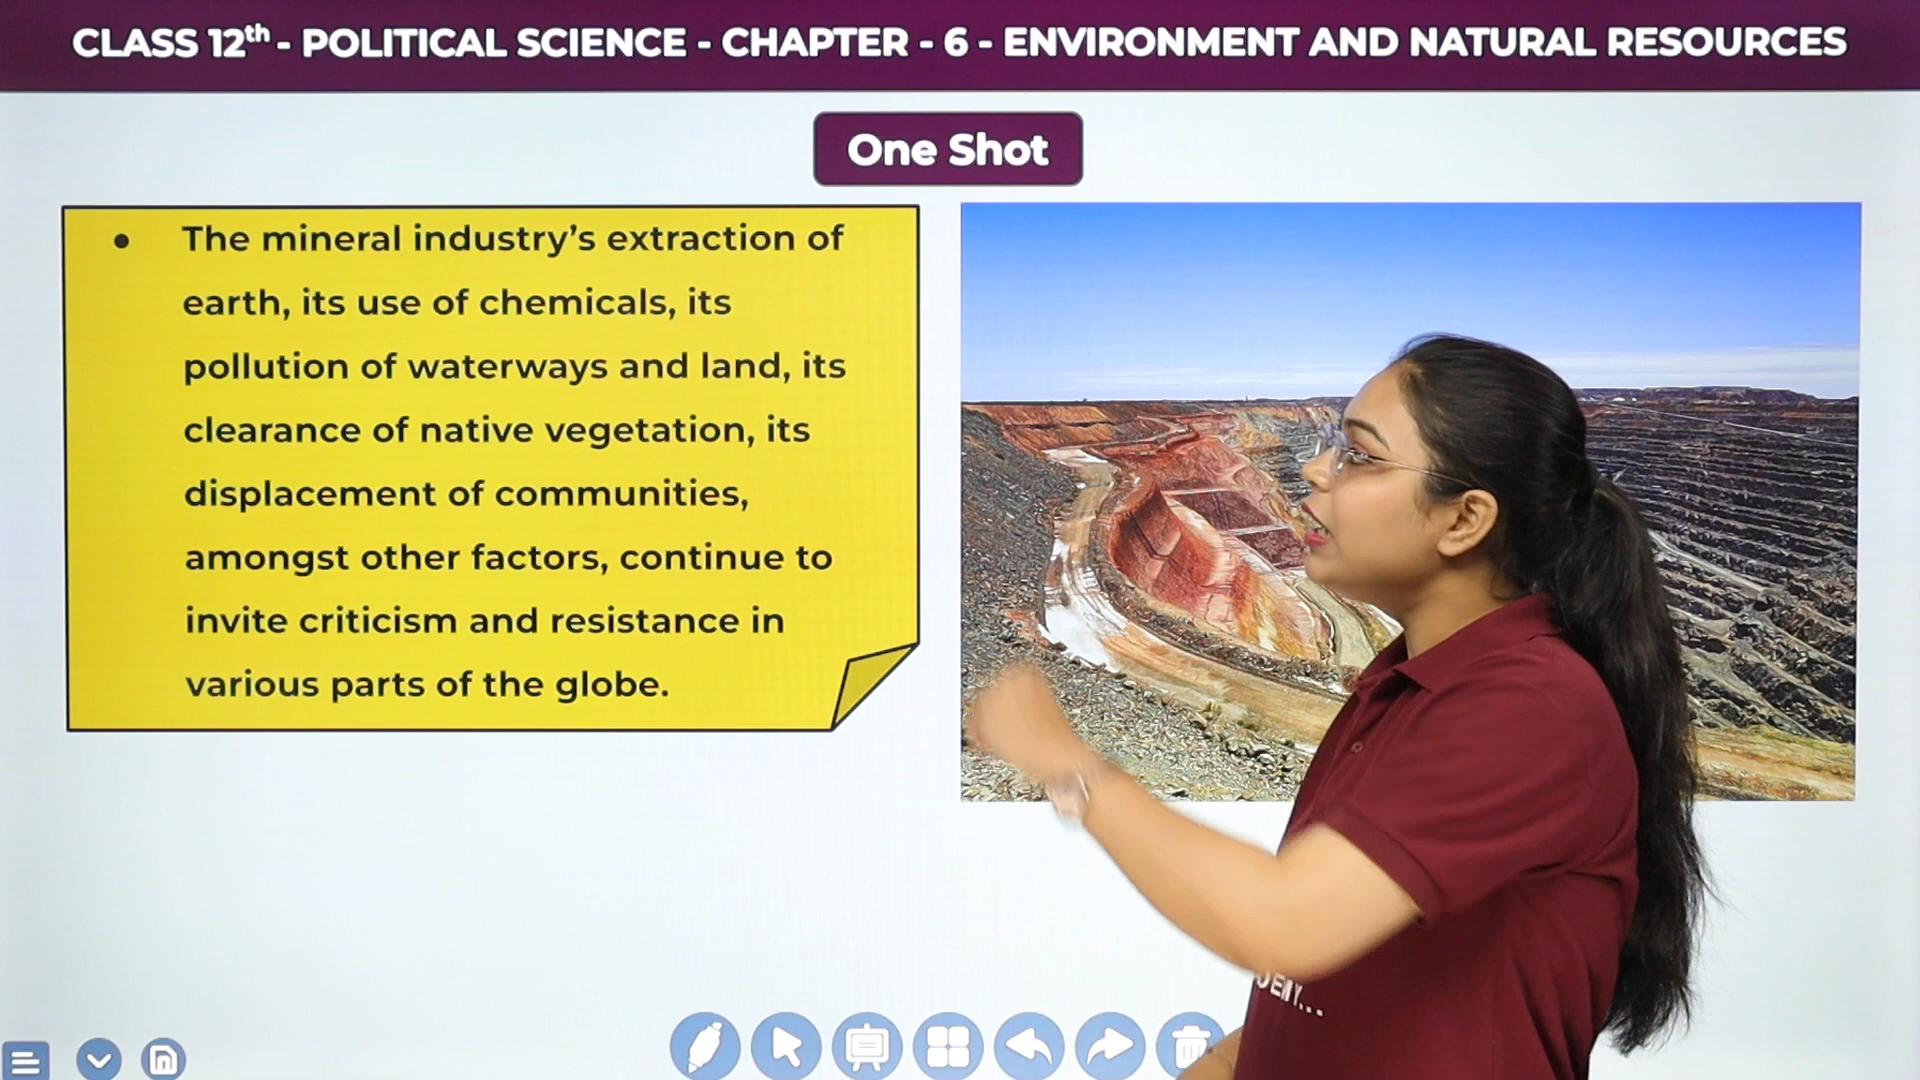 CLASS 12th - POLITICAL SCIENCE - CHAPTER - 6 - ENVIRONMENT AND NATURAL RESOURCES
One Shot
• The mineral industry’s extraction of
earth, its use of chemicals, its
pollution of waterways and land, its
clearance of native vegetation, its
displacement of communities,
amongst other factors, continue to
invite criticism and resistance in
various parts of the globe.